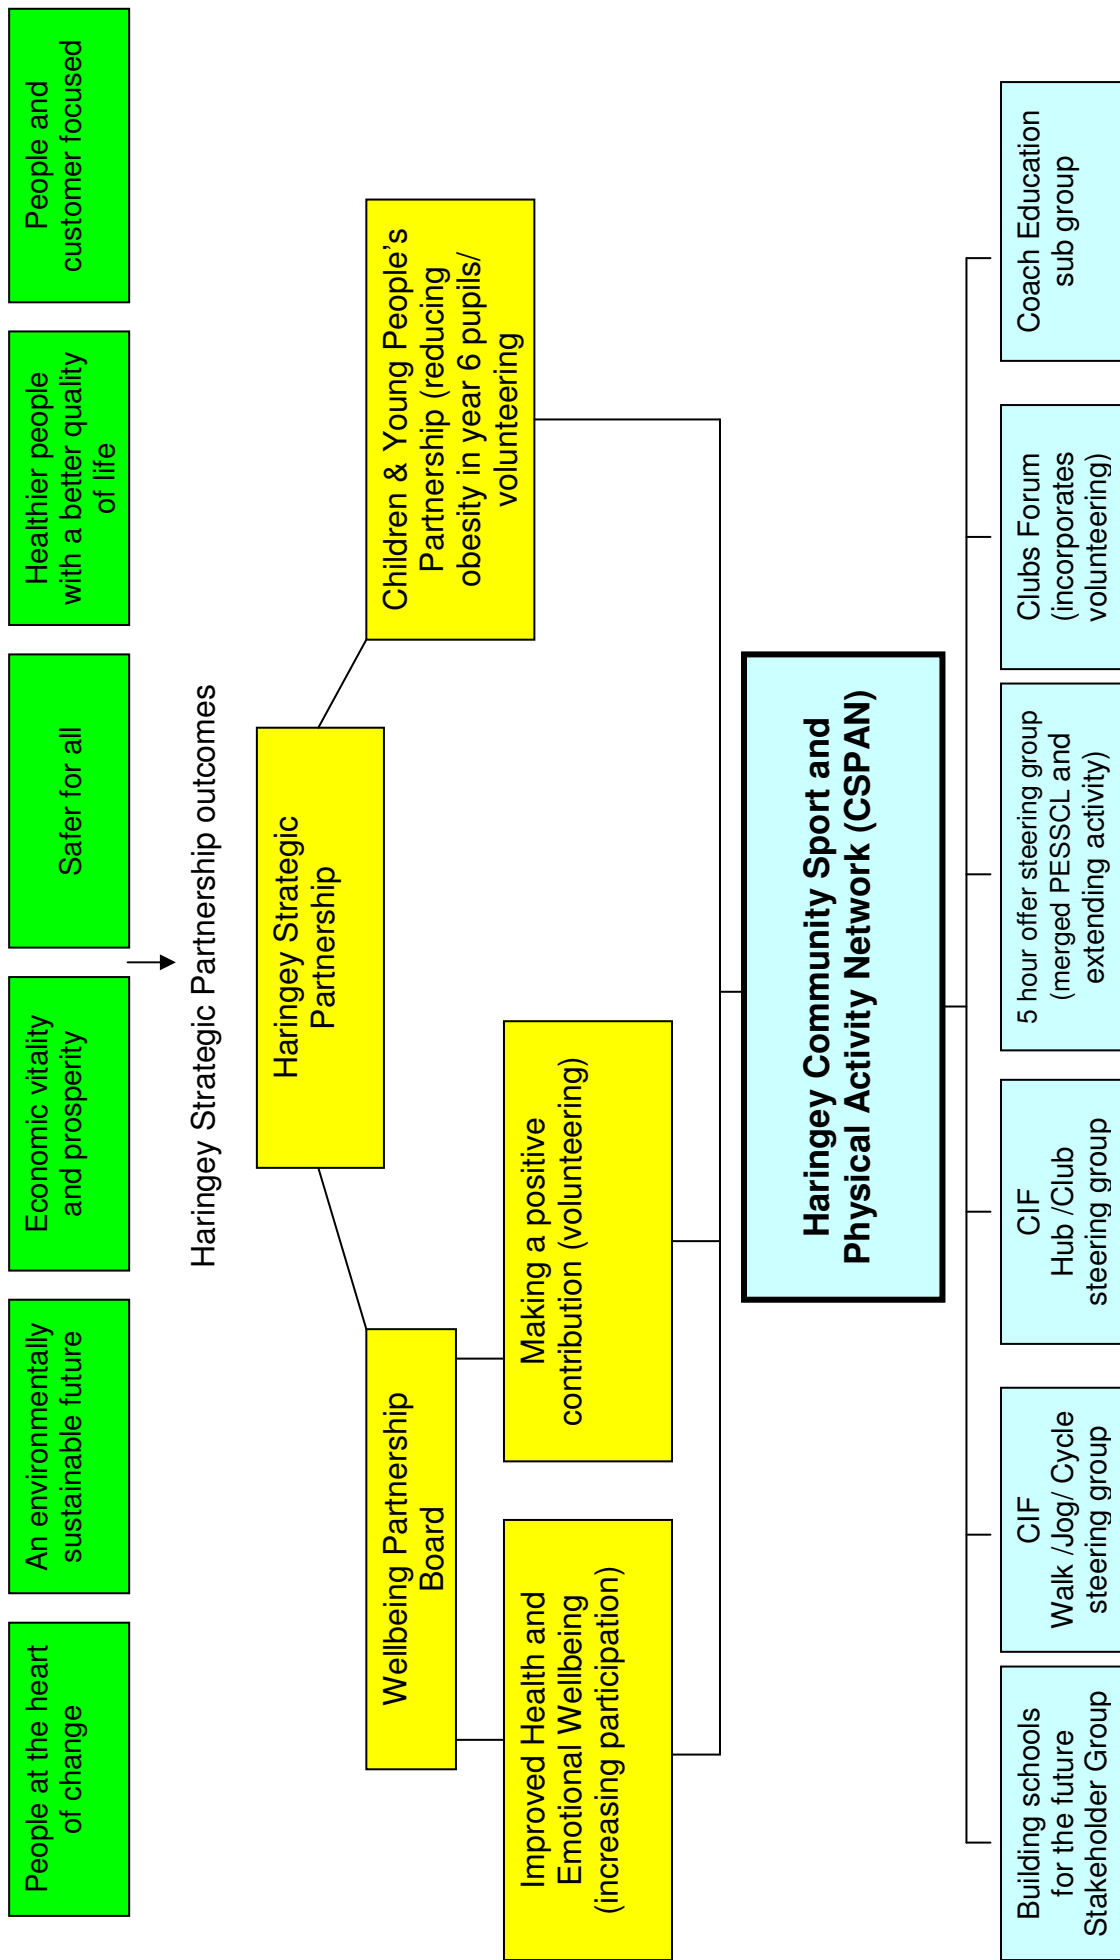 People at the heart
of change
An environmentally
sustainable future
Economic vitality
and prosperity
Safer for all
Healthier people
with a better quality
of life
People and
customer focused
Haringey Strategic Partnership outcomes
Haringey Strategic
Partnership
Wellbeing Partnership
Board
Children & Young People’s
Partnership (reducing
obesity in year 6 pupils/
volunteering
Improved Health and
Emotional Wellbeing
(increasing participation)
Making a positive
contribution (volunteering)
Haringey Community Sport and
Physical Activity Network (CSPAN)
Building schools
for the future
Stakeholder Group
CIF
Walk /Jog/ Cycle
steering group
CIF
Hub /Club
steering group
5 hour offer steering group
(merged PESSCL and
extending activity)
Clubs Forum
(incorporates
volunteering)
Coach Education
sub group